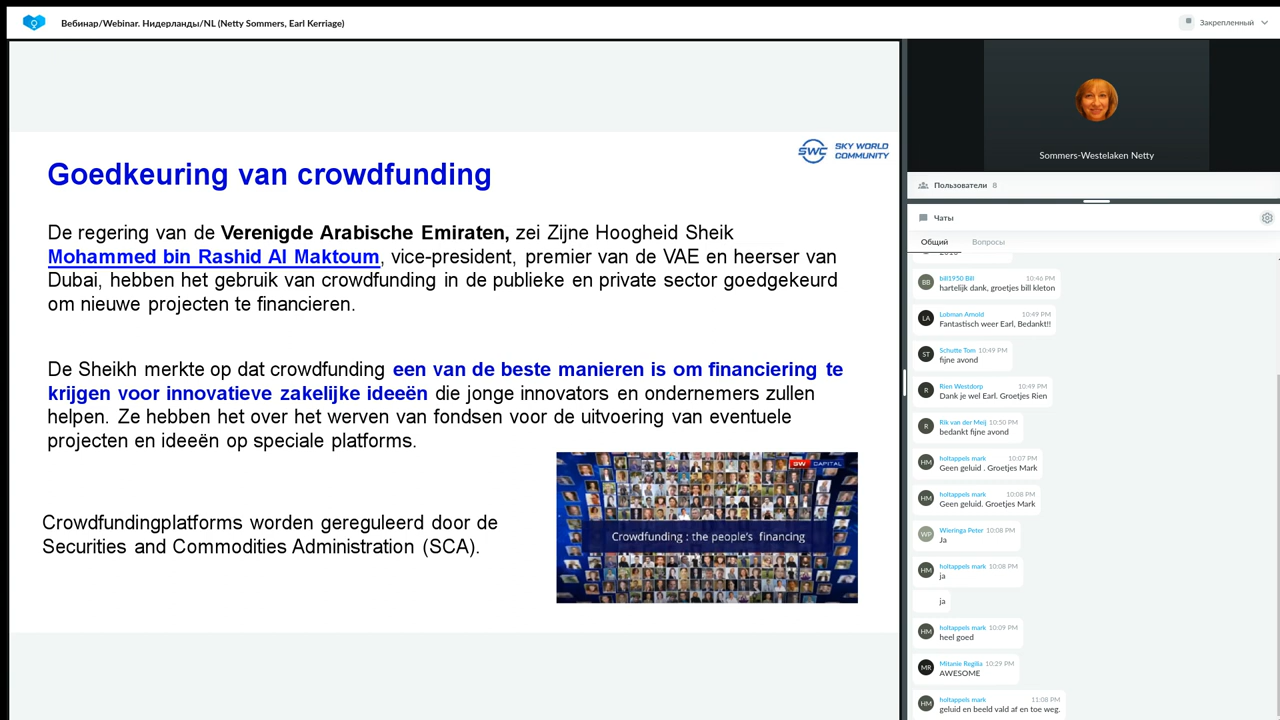 Вебинар/Webinar. Нидерланды/NL (Netty Sommers, Earl Kerriage)
Закрепленный
SWC SKY WORLD
COMMUNITY
Goedkeuring van crowdfunding
De regering van de Verenigde Arabische Emiraten, zei Zijne Hoogheid Sheik
Mohammed bin Rashid Al Maktoum, vice-president, premier van de VAE en heerser van
Dubai, hebben het gebruik van crowdfunding in de publieke en private sector goedgekeurd
om nieuwe projecten te financieren.
De Sheikh merkte op dat crowdfunding een van de beste manieren is om financiering te
krijgen voor innovatieve zakelijke ideeën die jonge innovators en ondernemers zullen
helpen. Ze hebben het over het werven van fondsen voor de uitvoering van eventuele
projecten en ideeën op speciale platforms.
Crowdfundingplatforms worden gereguleerd door de
Securities and Commodities Administration (SCA).
CAPITAL
Crowdfunding : the people's financing
Sommers-Westelaken Netty
Пользователи 8
Чаты
Общий Вопросы
BB bill1950 Bill 10:46 PM
hartelijk dank, groetjes bill kleton
LA Lobman Arnold 10:49 PM
Fantastisch weer Earl, Bedankt!!
ST Schutte Tom 10:49 PM
fijne avond
R Rien Westdorp 10:49 PM
Dank je wel Earl. Groetjes Rien
R Rik van der Meij 10:50 PM
bedankt fijne avond
HM holtappels mark 10:07 PM
Geen geluid . Groetjes Mark
HM holtappels mark 10:08 PM
Geen geluid. Groetjes Mark
WP Wieringa Peter 10:08 PM
Ja
HM holtappels mark 10:08 PM
ja
ja
HM holtappels mark 10:09 PM
heel goed
MR Mitanie Regilia 10:29 PM
AWESOME
HM holtappels mark 11:08 PM
geluid en beeld vald af en toe weg.